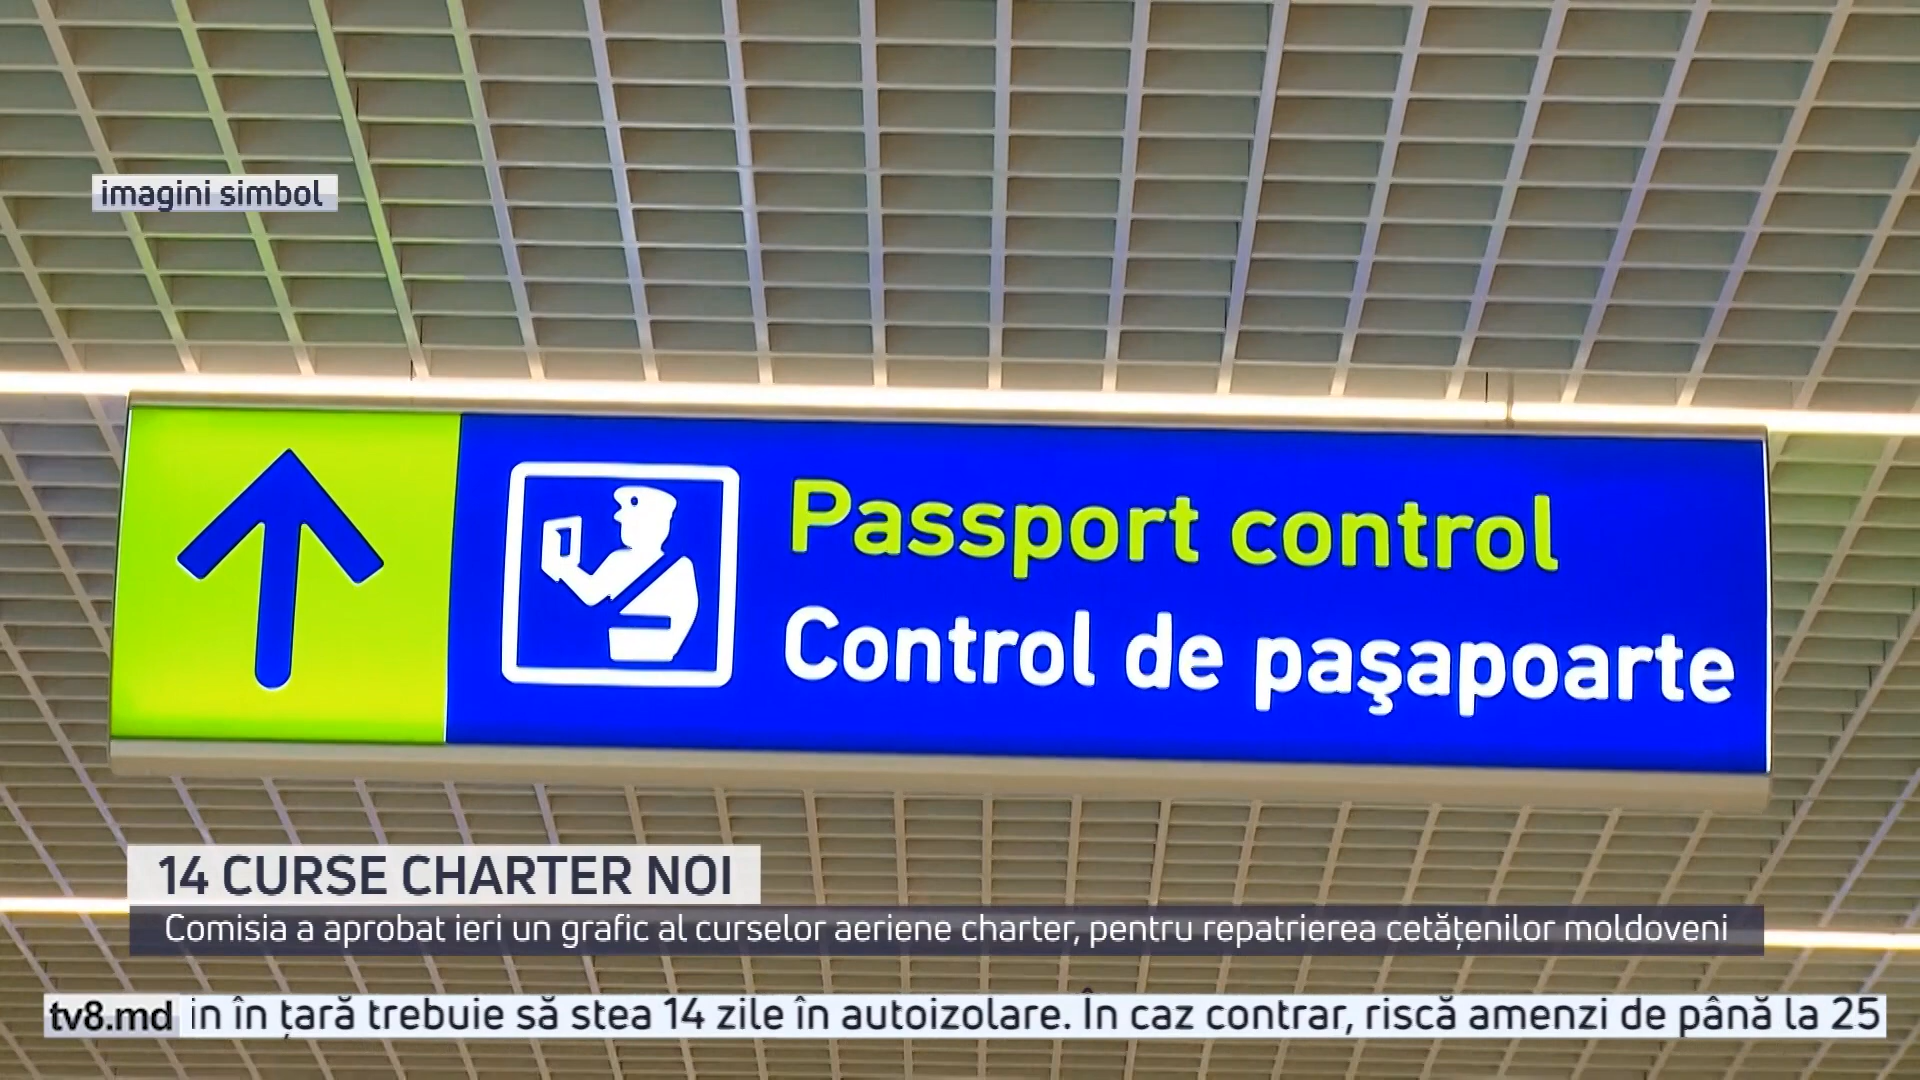 imagini simbol
Passport control
Control de pașapoarte
14 CURSE CHARTER NOI
Comisia a aprobat ieri un grafic al curselor aeriene charter, pentru repatrierea cetățenilor moldoveni
tv8.md in în țară trebuie să stea 14 zile în autoizolare. În caz contrar, riscă amenzi de până la 25